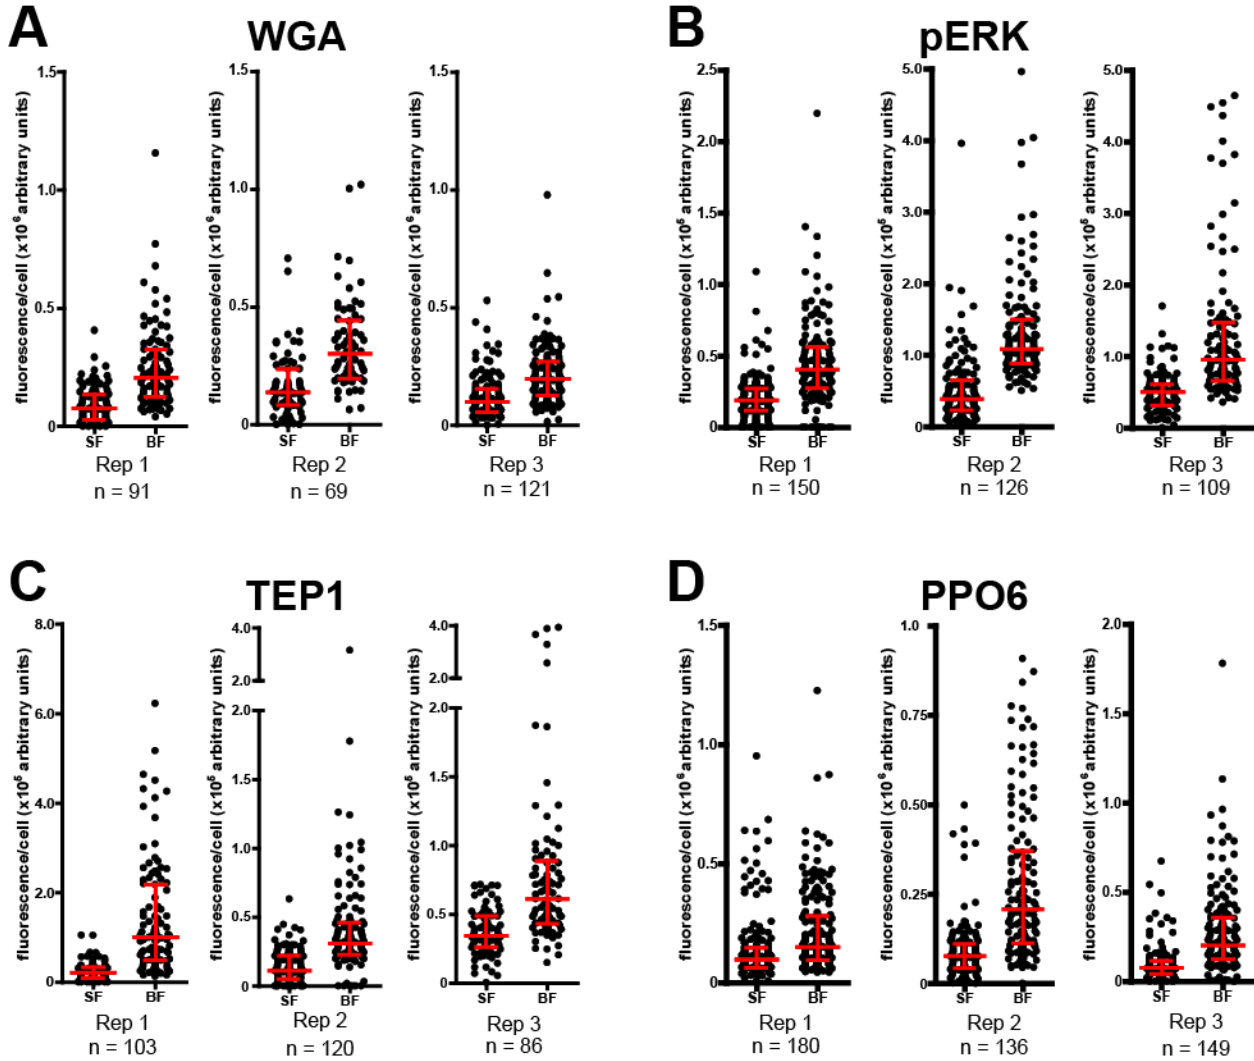 A
WGA
fluorescence/cell (x10⁶ arbitrary units)
1.5
1.0
0.5
0
SF BF
Rep 1
n = 91
fluorescence/cell (x10⁶ arbitrary units)
1.5
1.0
0.5
0
SF BF
Rep 2
n = 69
fluorescence/cell (x10⁶ arbitrary units)
1.5
1.0
0.5
0
SF BF
Rep 3
n = 121
B
pERK
fluorescence/cell (x10⁵ arbitrary units)
2.5
2.0
1.5
1.0
0.5
0
SF BF
Rep 1
n = 150
fluorescence/cell (x10⁵ arbitrary units)
5.0
4.0
3.0
2.0
1.0
0
SF BF
Rep 2
n = 126
fluorescence/cell (x10⁵ arbitrary units)
5.0
4.0
3.0
2.0
1.0
0
SF BF
Rep 3
n = 109
C
TEP1
fluorescence/cell (x10⁵ arbitrary units)
8.0
6.0
4.0
2.0
0
SF BF
Rep 1
n = 103
fluorescence/cell (x10⁵ arbitrary units)
4.0
2.0
2.0
1.5
1.0
0.5
0
SF BF
Rep 2
n = 120
fluorescence/cell (x10⁵ arbitrary units)
4.0
2.0
2.0
1.5
1.0
0.5
0
SF BF
Rep 3
n = 86
D
PPO6
fluorescence/cell (x10⁶ arbitrary units)
1.5
1.0
0.5
0
SF BF
Rep 1
n = 180
fluorescence/cell (x10⁶ arbitrary units)
1.0
0.75
0.50
0.25
0
SF BF
Rep 2
n = 136
fluorescence/cell (x10⁶ arbitrary units)
2.0
1.5
1.0
0.5
0
SF BF
Rep 3
n = 149